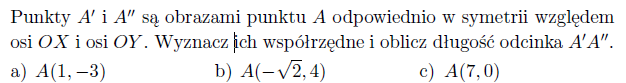 Punkty A′ i A″ są obrazami punktu A odpowiednio w symetrii względem
osi OX i osi OY. Wyznacz ich współrzędne i oblicz długość odcinka A′A″.
a) A(1, −3) b) A(−√2, 4) c) A(7, 0)